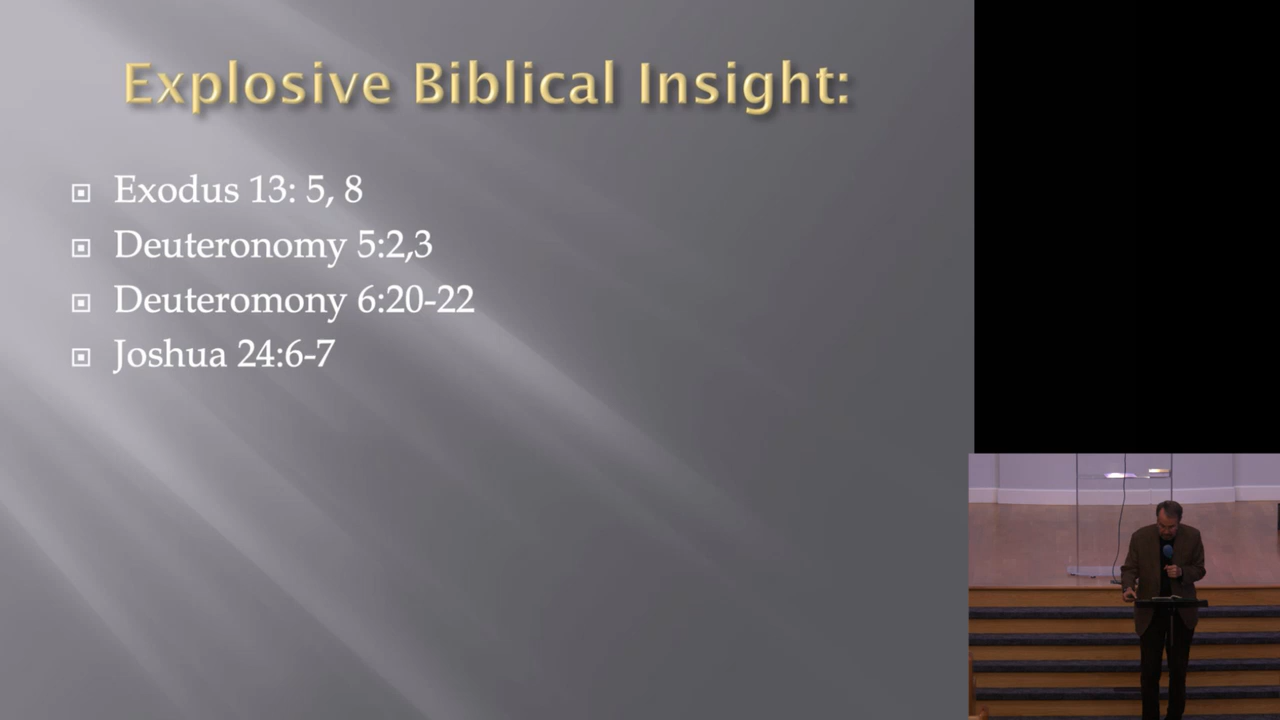 Explosive Biblical Insight:
Exodus 13: 5, 8
Deuteronomy 5:2,3
Deuteromony 6:20-22
Joshua 24:6-7